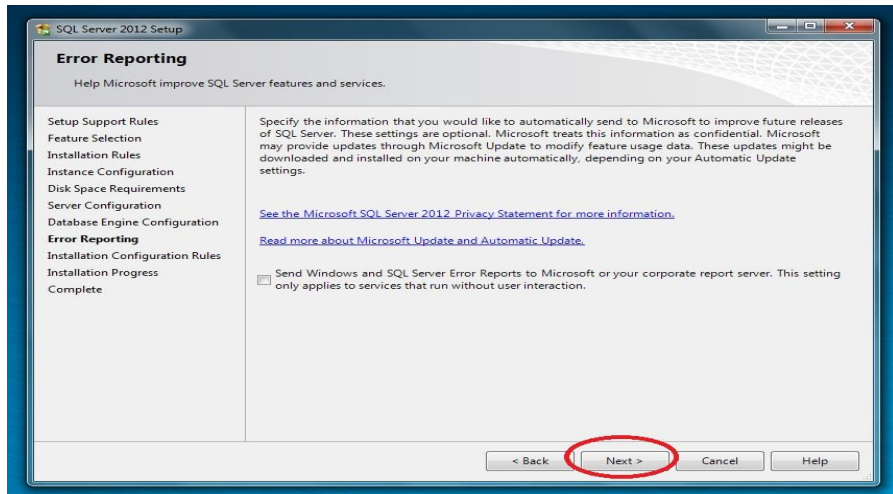 SQL Server 2012 Setup
Error Reporting
Help Microsoft improve SQL Server features and services.
Setup Support Rules
Feature Selection
Installation Rules
Instance Configuration
Disk Space Requirements
Server Configuration
Database Engine Configuration
Error Reporting
Installation Configuration Rules
Installation Progress
Complete
Specify the information that you would like to automatically send to Microsoft to improve future releases
of SQL Server. These settings are optional. Microsoft treats this information as confidential. Microsoft
may provide updates through Microsoft Update to modify feature usage data. These updates might be
downloaded and installed on your machine automatically, depending on your Automatic Update
settings.
See the Microsoft SQL Server 2012 Privacy Statement for more information.
Read more about Microsoft Update and Automatic Update.
Send Windows and SQL Server Error Reports to Microsoft or your corporate report server. This setting
only applies to services that run without user interaction.
< Back
Next >
Cancel
Help